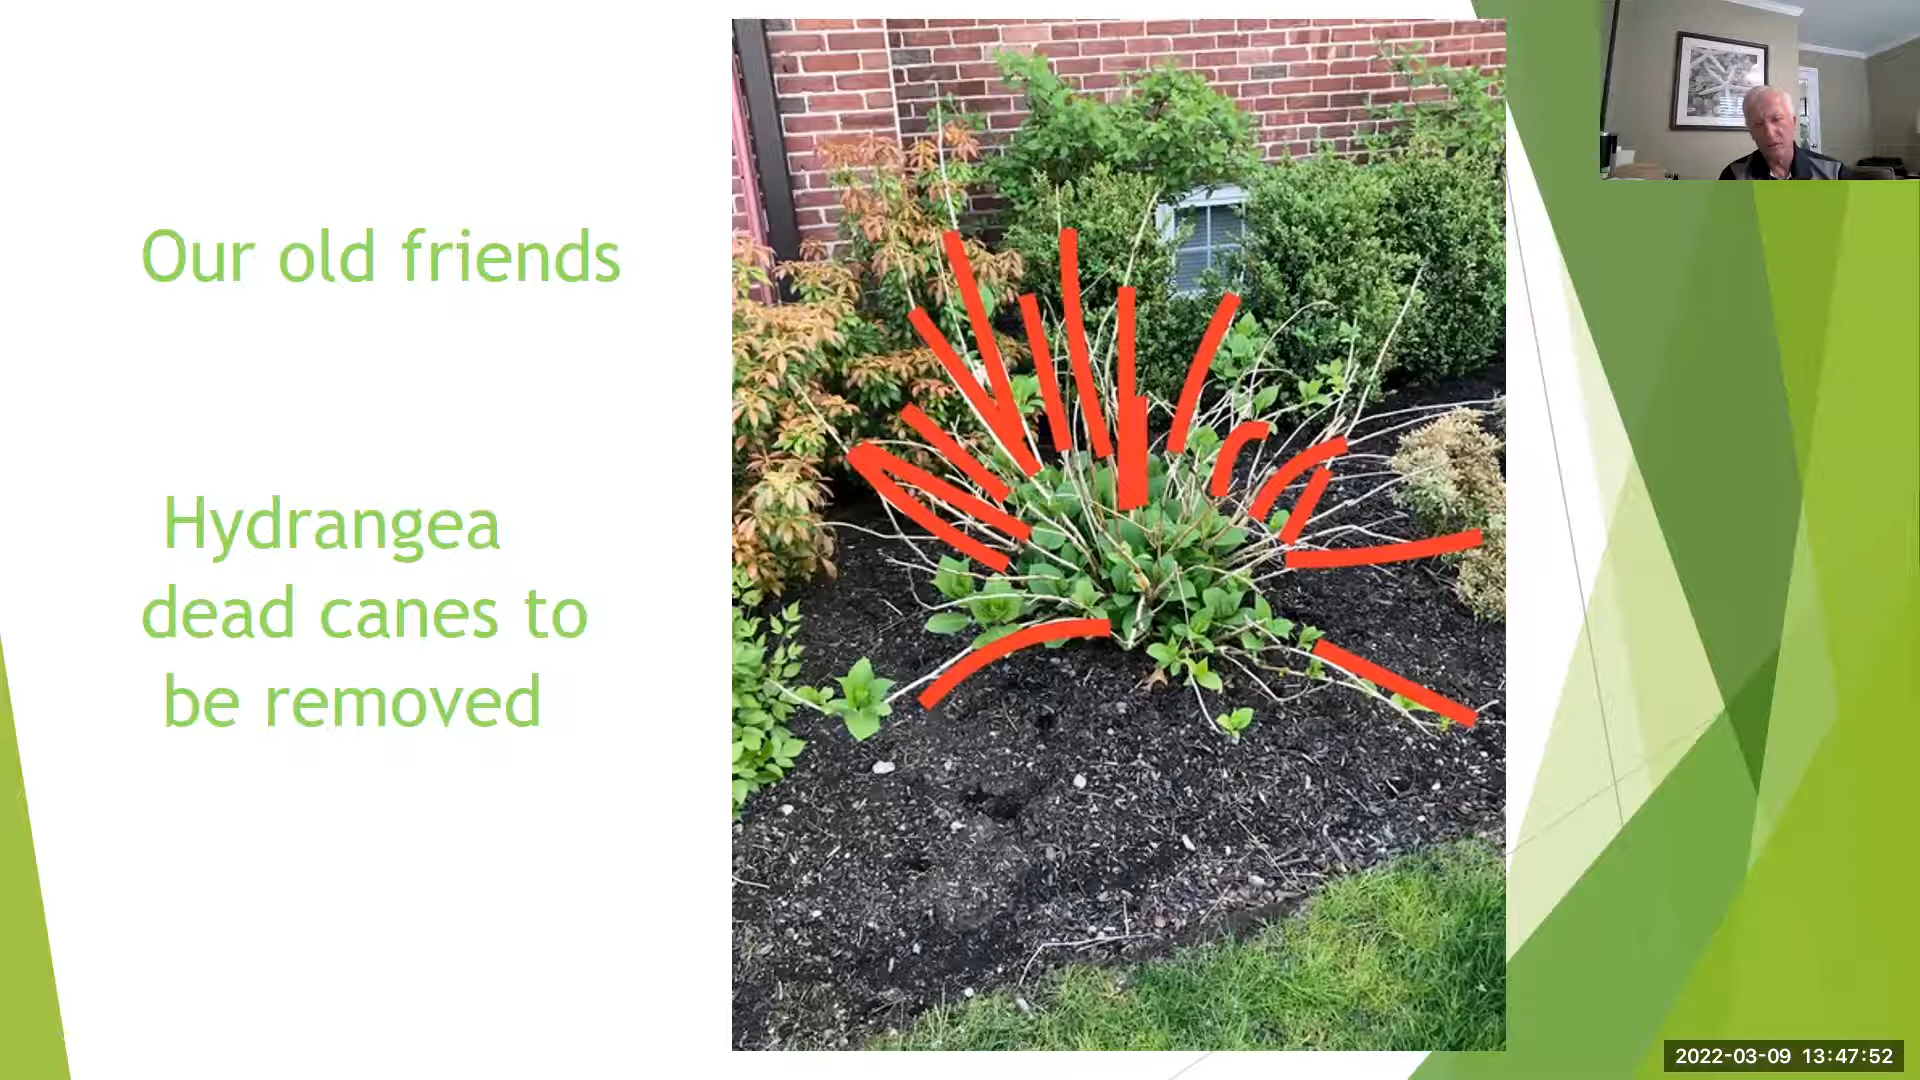 Our old friends
Hydrangea
dead canes to
be removed
2022-03-09 13:47:52